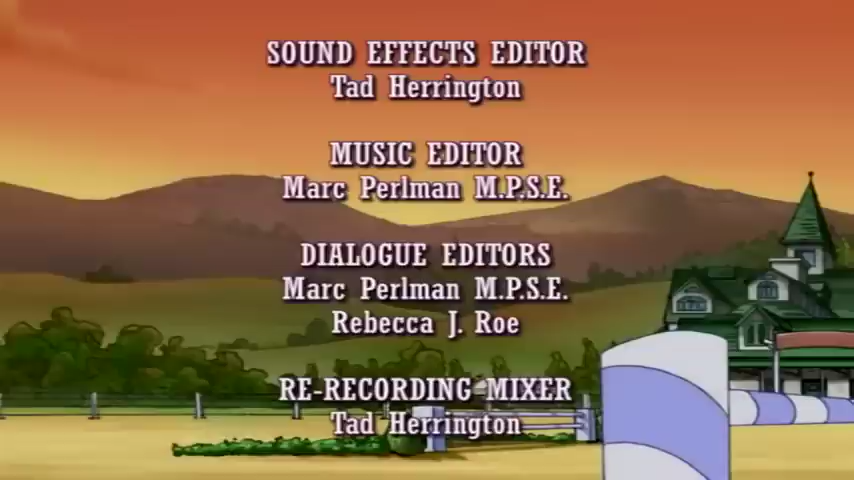 SOUND EFFECTS EDITOR
Tad Herrington
MUSIC EDITOR
Marc Perlman M.P.S.E.
DIALOGUE EDITORS
Marc Perlman M.P.S.E.
Rebecca J. Roe
RE-RECORDING MIXER
Tad Herrington